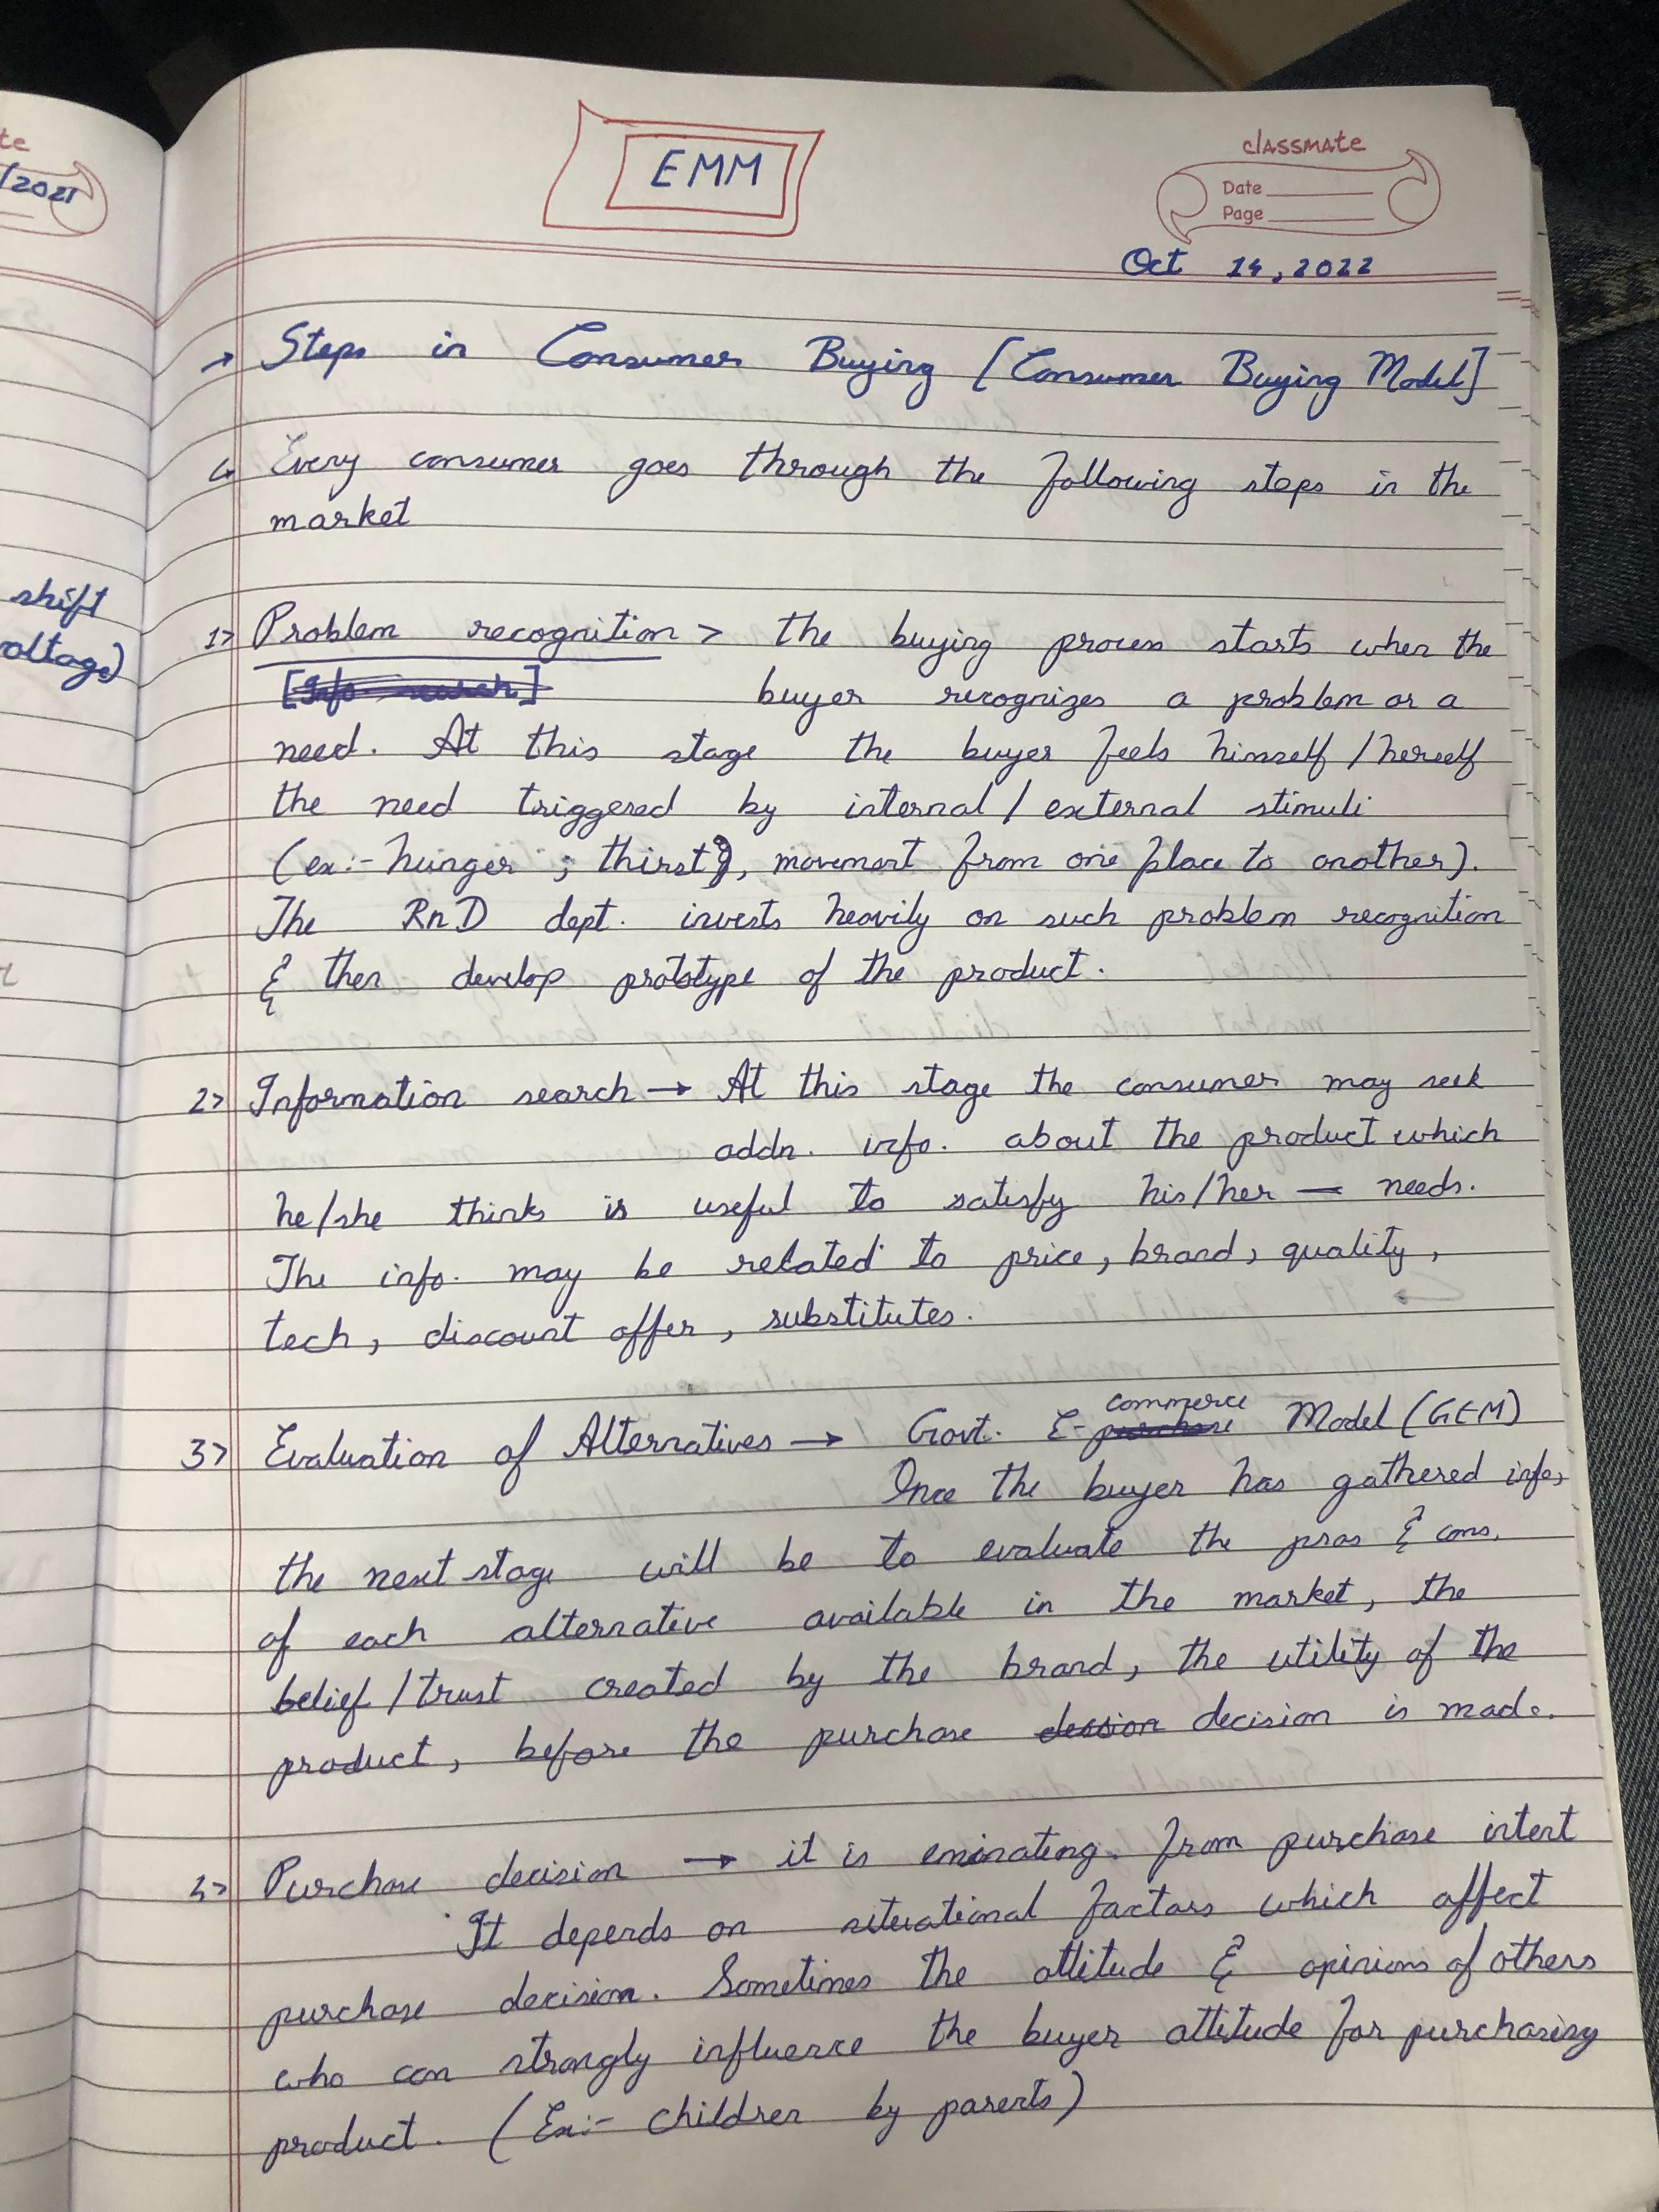 te
/2021
shift
voltage)
EMM
classmate
Date
Page
Oct 14, 2022
→ Steps in Consumer Buying [Consumer Buying Model]
↳ Every consumer goes through the following steps in the
market
1> Problem recognition > the buying process starts when the
[Info search] buyer recognizes a problem or a
need. At this stage the buyer feels himself/herself
the need triggered by internal/external stimuli
(ex:- hunger ; thirst, movement from one place to another).
The RnD dept. invests heavily on such problem recognition
& then develop prototype of the product.
2> Information search → At this stage the consumer may seek
addn. info. about the product which
he/she thinks is useful to satisfy his/her — needs.
The info. may be related to price, brand, quality,
tech, discount offer, substitutes.
commerce
3> Evaluation of Alternatives → Govt. E-purchase Model (GEM)
Once the buyer has gathered info,
the next stage will be to evaluate the pros & cons.
of each alternative available in the market, the
belief/trust created by the brand, the utility of the
product, before the purchase decision is made.
4> Purchase decision → it is eminating. from purchase intent
It depends on situational factors which affect
purchase decision. Sometimes the attitude & opinions of others
who can strongly influence the buyer attitude for purchasing
product. (Ex:- children by parents)